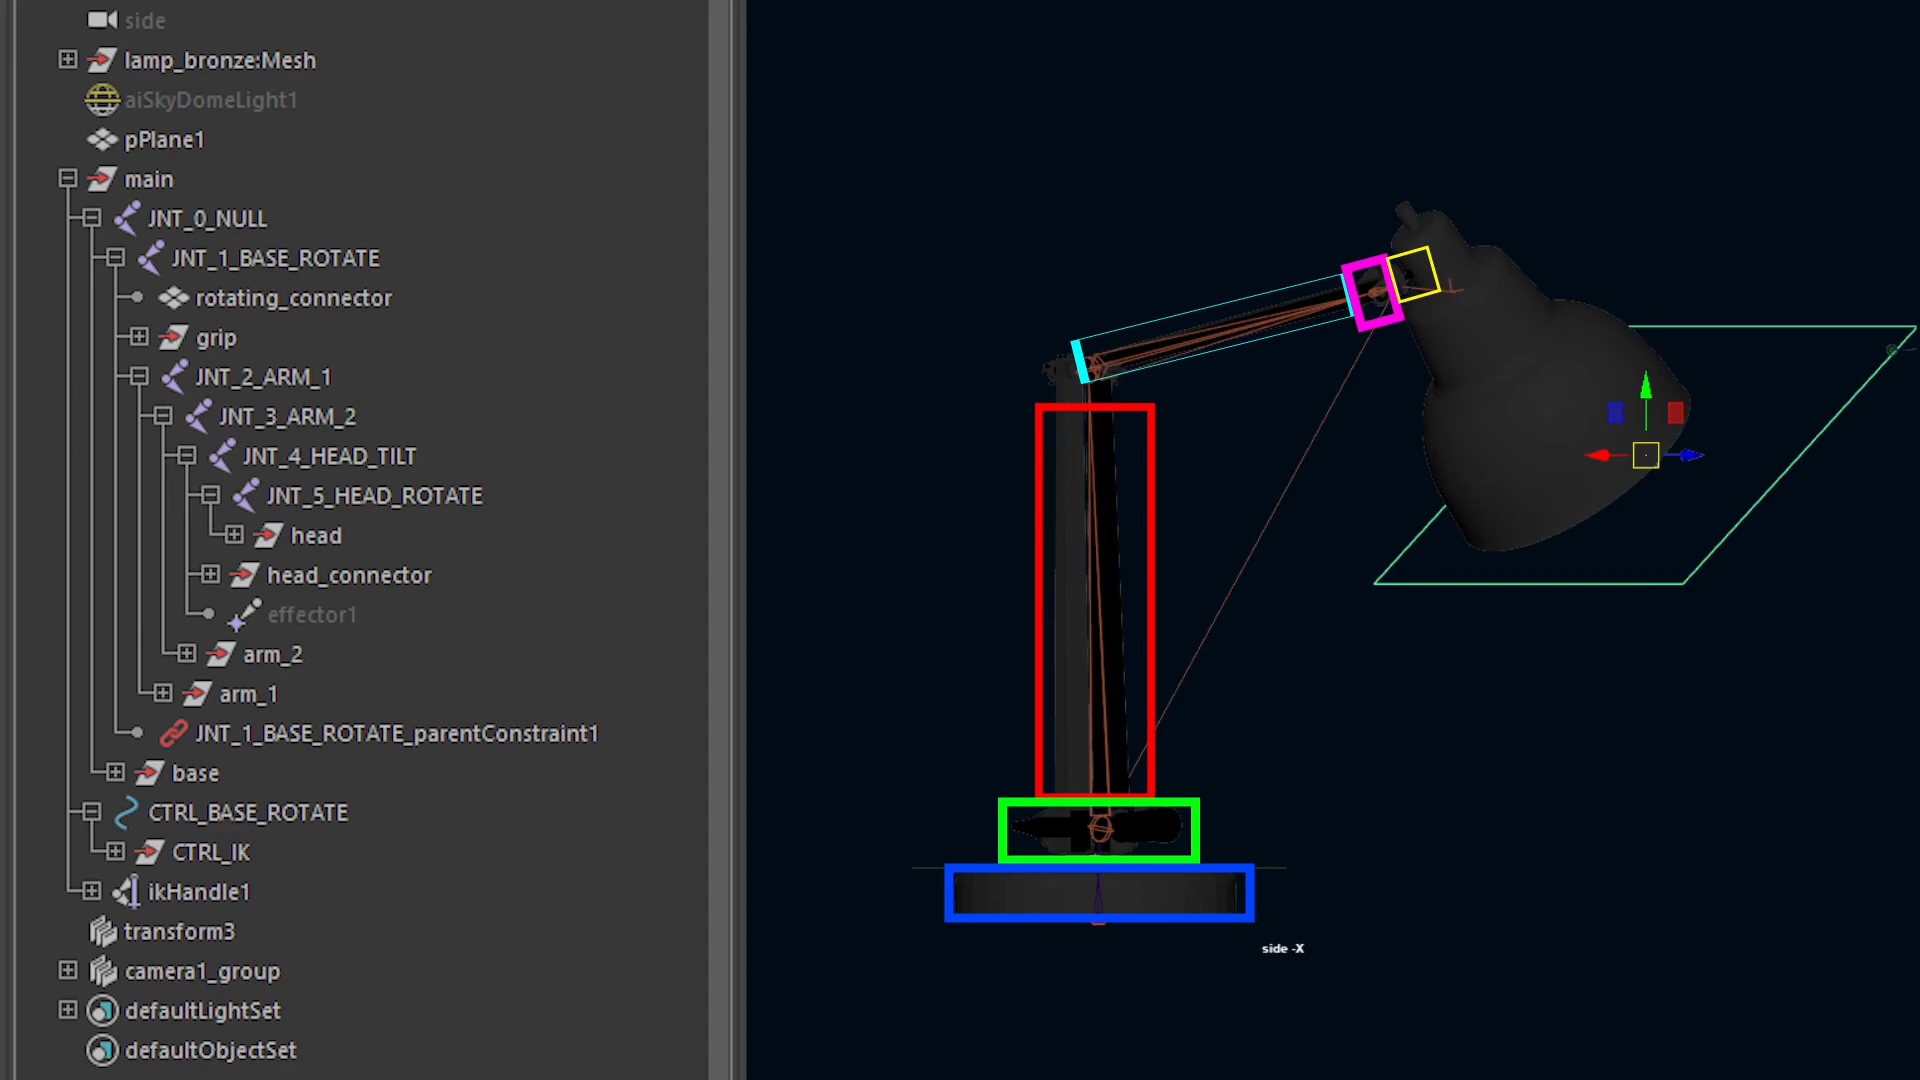 side
lamp_bronze:Mesh
aiSkyDomeLight1
pPlane1
main
JNT_0_NULL
JNT_1_BASE_ROTATE
rotating_connector
grip
JNT_2_ARM_1
JNT_3_ARM_2
JNT_4_HEAD_TILT
JNT_5_HEAD_ROTATE
head
head_connector
effector1
arm_2
arm_1
JNT_1_BASE_ROTATE_parentConstraint1
base
CTRL_BASE_ROTATE
CTRL_IK
ikHandle1
transform3
camera1_group
defaultLightSet
defaultObjectSet
side -X